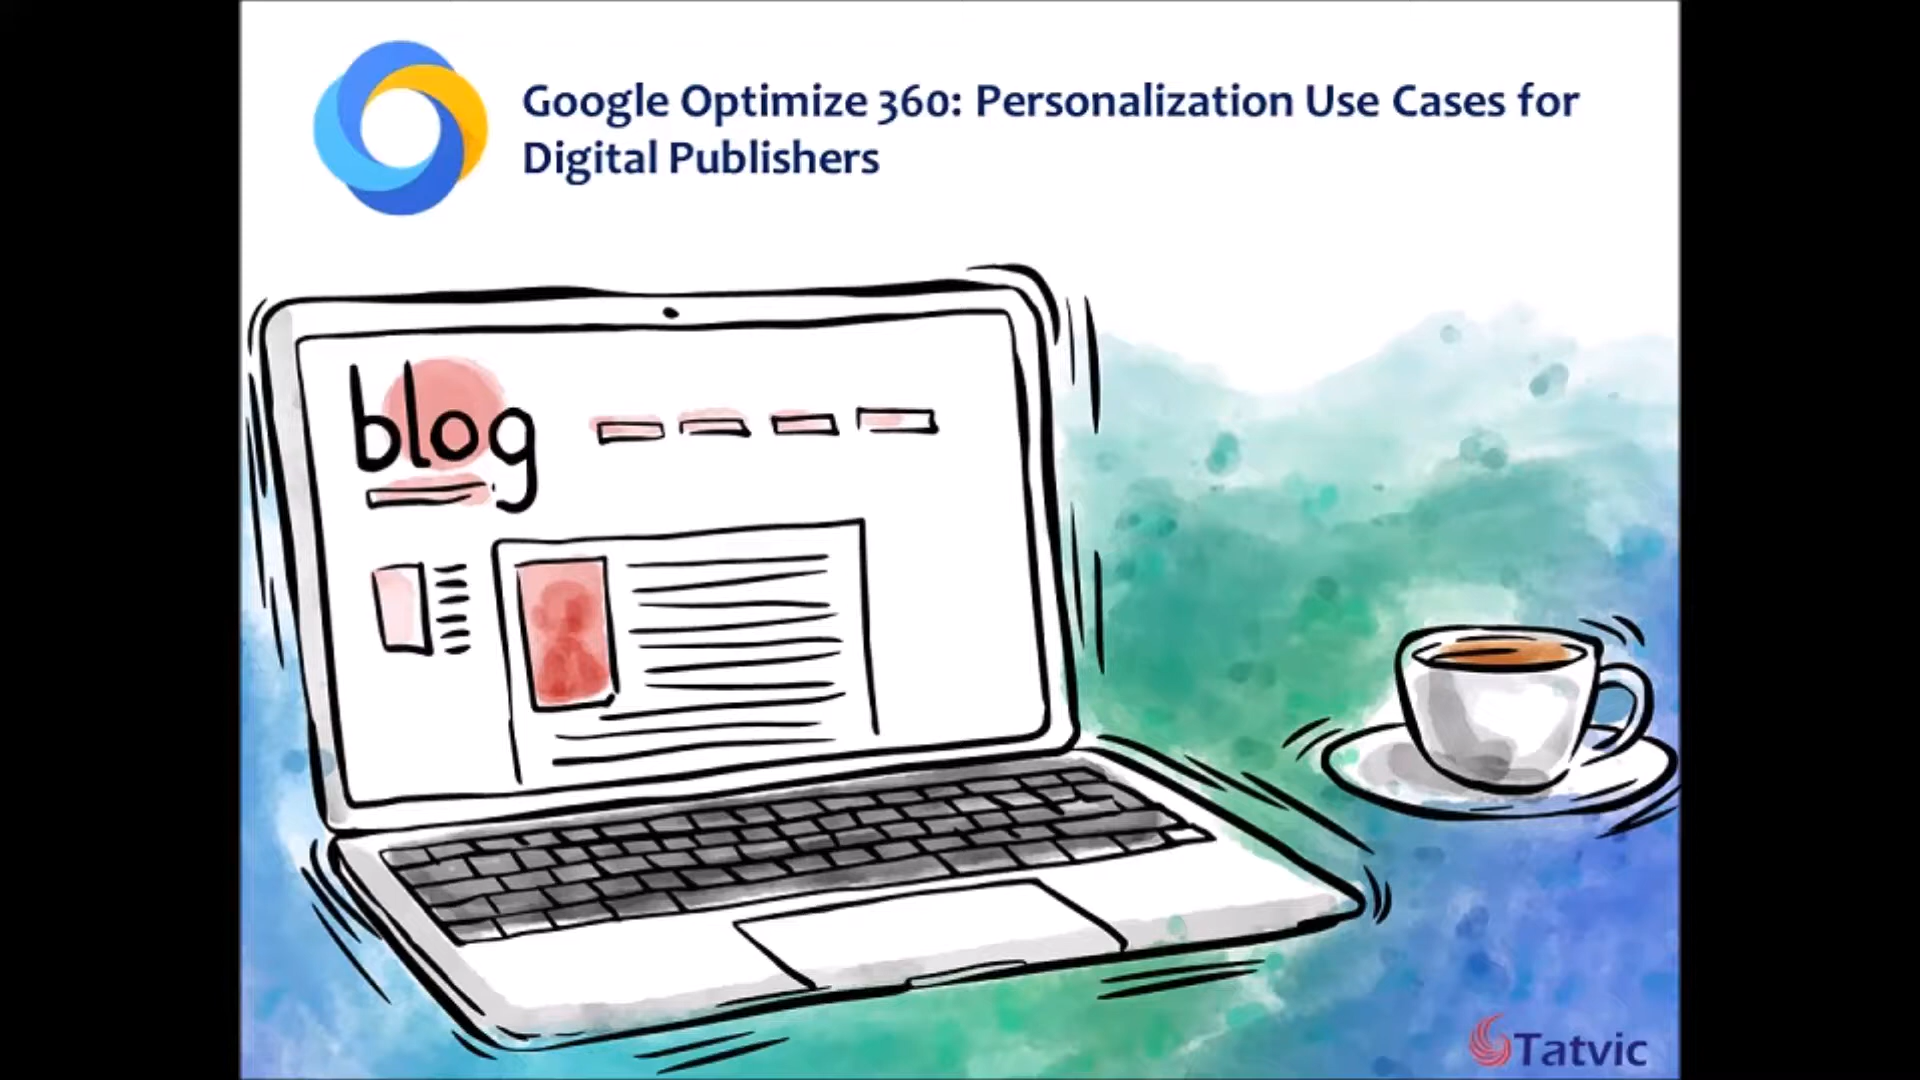 Google Optimize 360: Personalization Use Cases for
Digital Publishers
blog
Tatvic